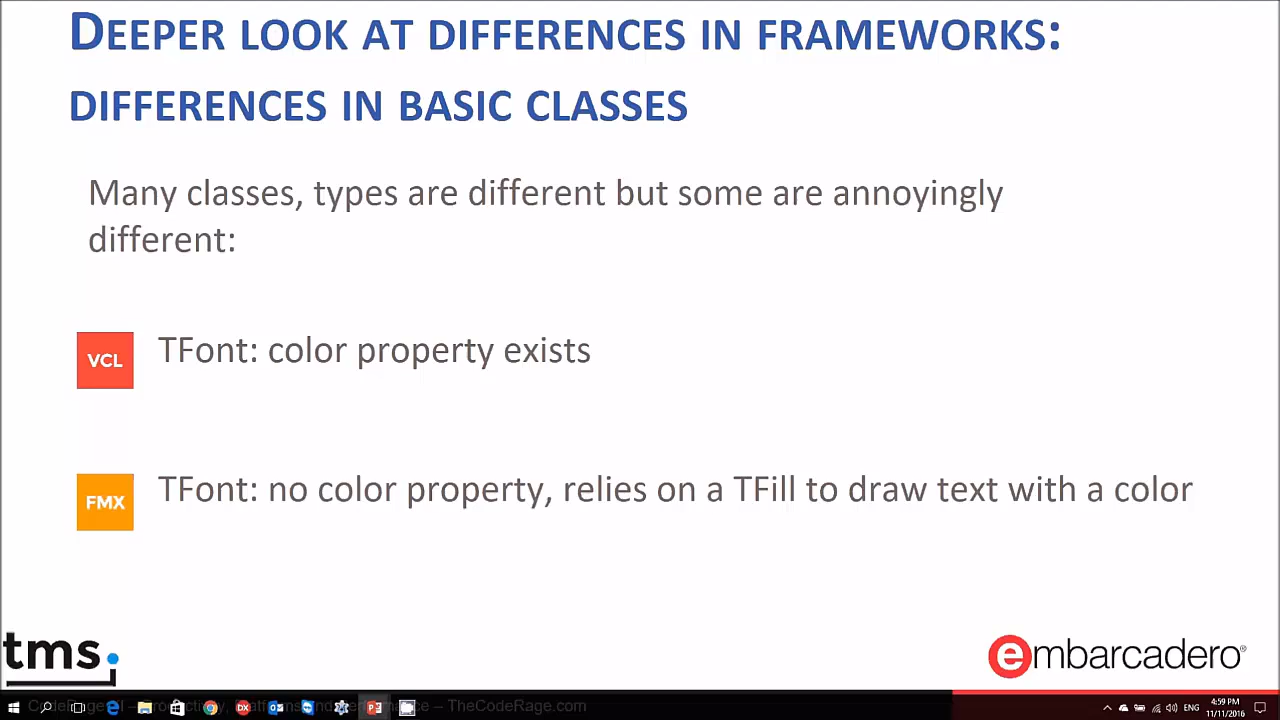 DEEPER LOOK AT DIFFERENCES IN FRAMEWORKS:
DIFFERENCES IN BASIC CLASSES
Many classes, types are different but some are annoyingly
different:
VCL
TFont: color property exists
FMX
TFont: no color property, relies on a TFill to draw text with a color
tms.
embarcadero®
– TheCodeRage.com
ENG
4:59 PM
11/11/2016